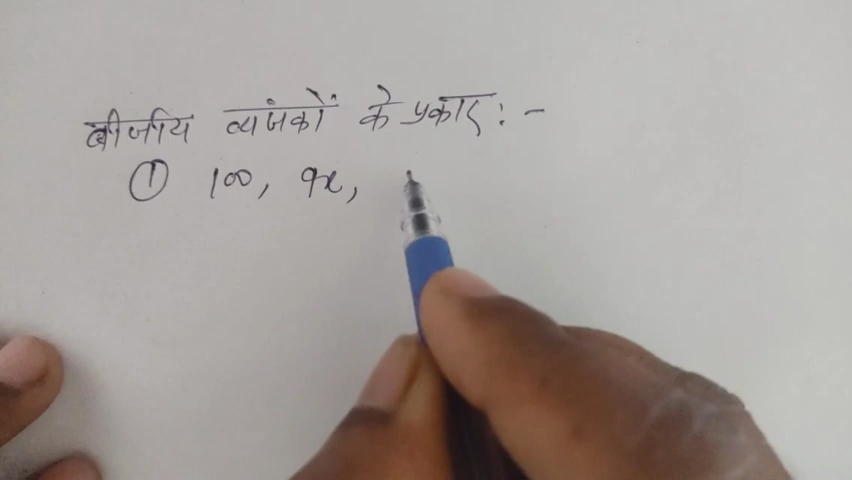 बीजीय व्यंजकों के प्रकार : -
① 100, 9x,